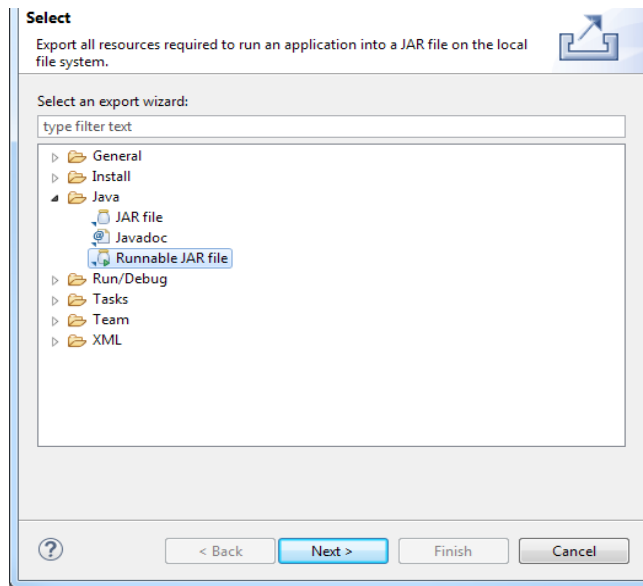 Select
Export all resources required to run an application into a JAR file on the local
file system.
Select an export wizard:
type filter text
General
Install
Java
JAR file
Javadoc
Runnable JAR file
Run/Debug
Tasks
Team
XML
?
< Back
Next >
Finish
Cancel